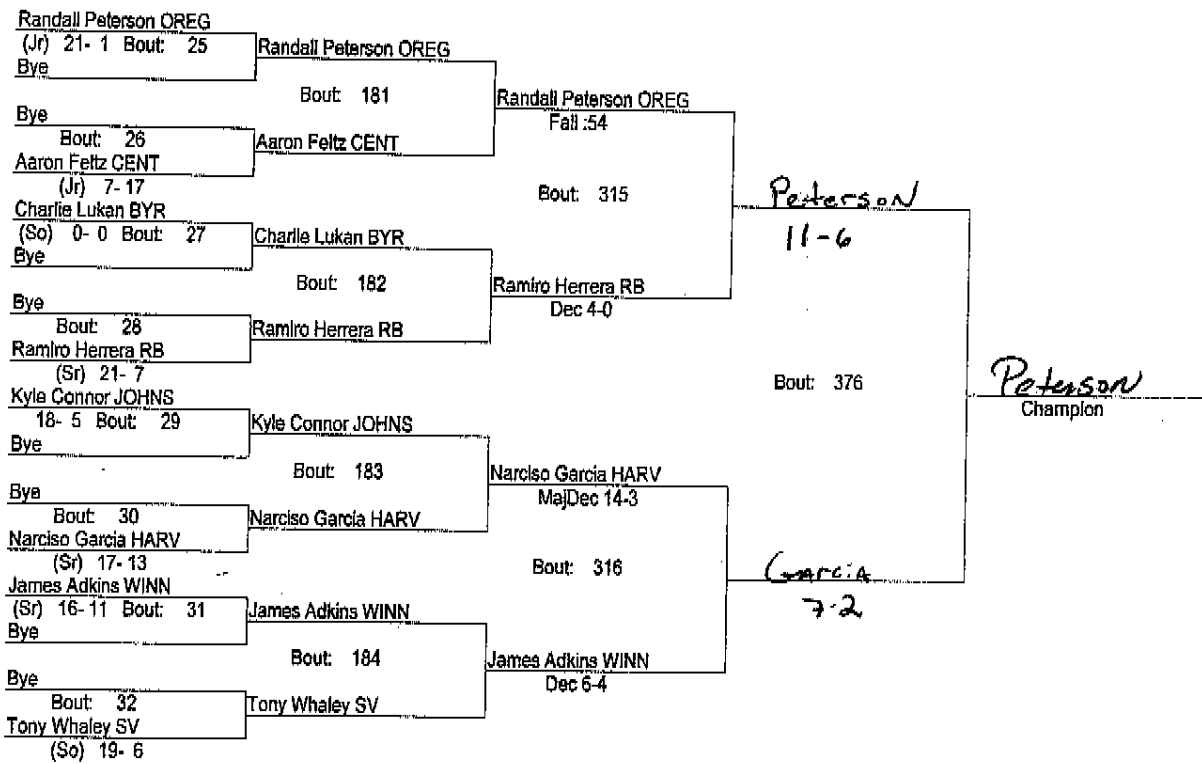 Randall Peterson OREG
(Jr) 21- 1 Bout: 25
Bye
Randall Peterson OREG
Bout: 181
Bye
Bout: 26
Aaron Feltz CENT
(Jr) 7- 17
Aaron Feltz CENT
Randall Peterson OREG
Fall :54
Bout: 315
Charlie Lukan BYR
(So) 0- 0 Bout: 27
Bye
Charlie Lukan BYR
Bout: 182
Bye
Bout: 28
Ramiro Herrera RB
(Sr) 21- 7
Ramiro Herrera RB
Ramiro Herrera RB
Dec 4-0
Peterson
11-6
Bout: 376
Peterson
Champion
Kyle Connor JOHNS
18- 5 Bout: 29
Bye
Kyle Connor JOHNS
Bout: 183
Bye
Bout: 30
Narciso Garcia HARV
(Sr) 17- 13
Narciso Garcia HARV
Narciso Garcia HARV
MajDec 14-3
Bout: 316
James Adkins WINN
(Sr) 16- 11 Bout: 31
Bye
James Adkins WINN
Bout: 184
Bye
Bout: 32
Tony Whaley SV
(So) 19- 6
Tony Whaley SV
James Adkins WINN
Dec 6-4
Garcia
7-2